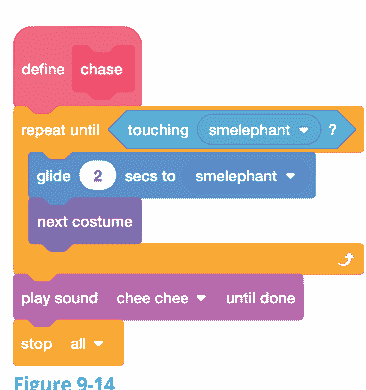 define chase
repeat until touching smelephant ?
glide 2 secs to smelephant
next costume
play sound chee chee until done
stop all
Figure 9-14